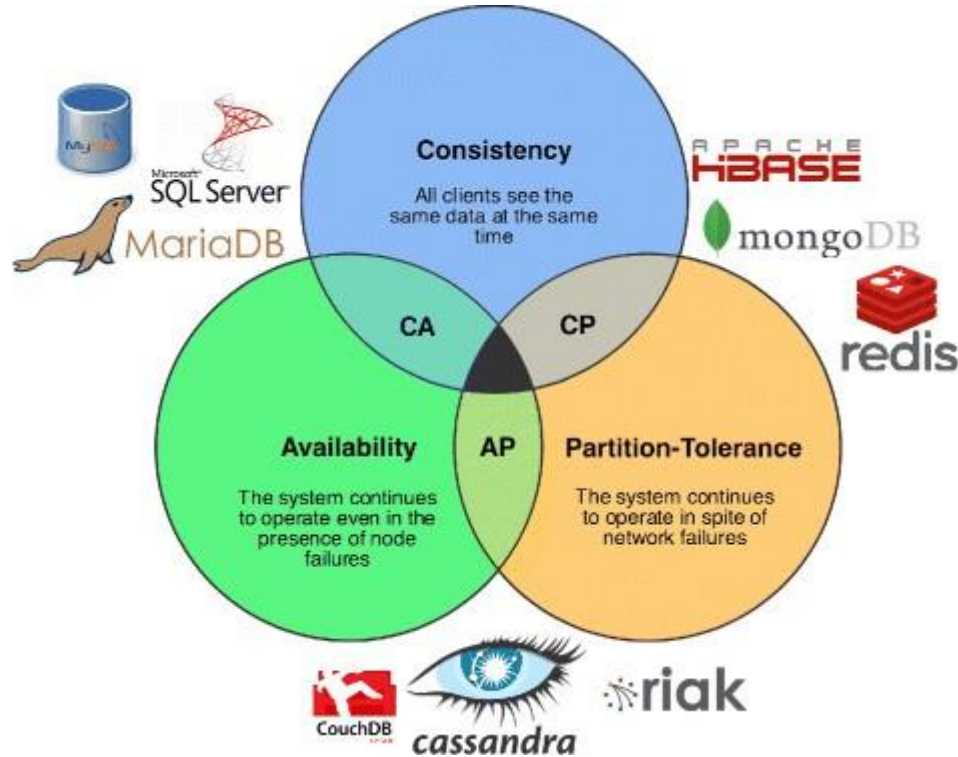 Consistency
All clients see the
same data at the same
time
Microsoft®
SQL Server
MariaDB
APACHE
HBASE
mongoDB
redis
CA
CP
AP
Availability
The system continues
to operate even in the
presence of node
failures
Partition-Tolerance
The system continues
to operate in spite of
network failures
CouchDB
cassandra
riak